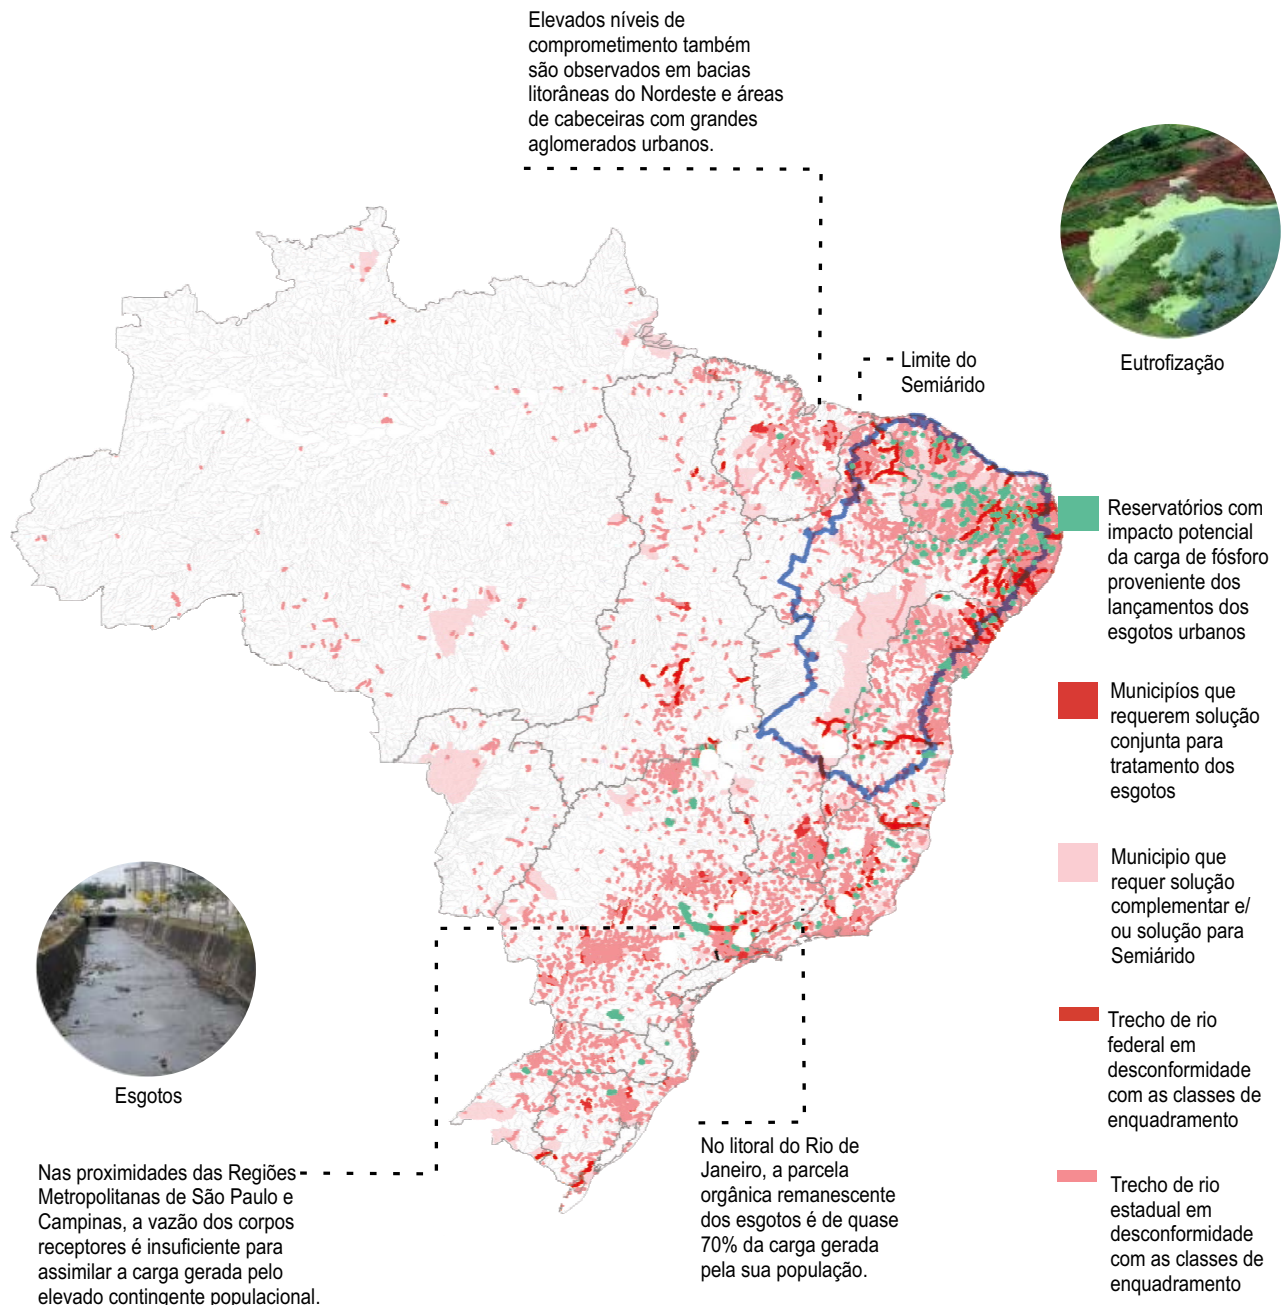 Elevados níveis de
comprometimento também
são observados em bacias
litorâneas do Nordeste e áreas
de cabeceiras com grandes
aglomerados urbanos.
Limite do
Semiárido
Eutrofização
Reservatórios com
impacto potencial
da carga de fósforo
proveniente dos
lançamentos dos
esgotos urbanos
Municipíos que
requerem solução
conjunta para
tratamento dos
esgotos
Municipio que
requer solução
complementar e/
ou solução para
Semiárido
Trecho de rio
federal em
desconformidade
com as classes de
enquadramento
Trecho de rio
estadual em
desconformidade
com as classes de
enquadramento
Esgotos
Nas proximidades das Regiões
Metropolitanas de São Paulo e
Campinas, a vazão dos corpos
receptores é insuficiente para
assimilar a carga gerada pelo
elevado contingente populacional.
No litoral do Rio de
Janeiro, a parcela
orgânica remanescente
dos esgotos é de quase
70% da carga gerada
pela sua população.